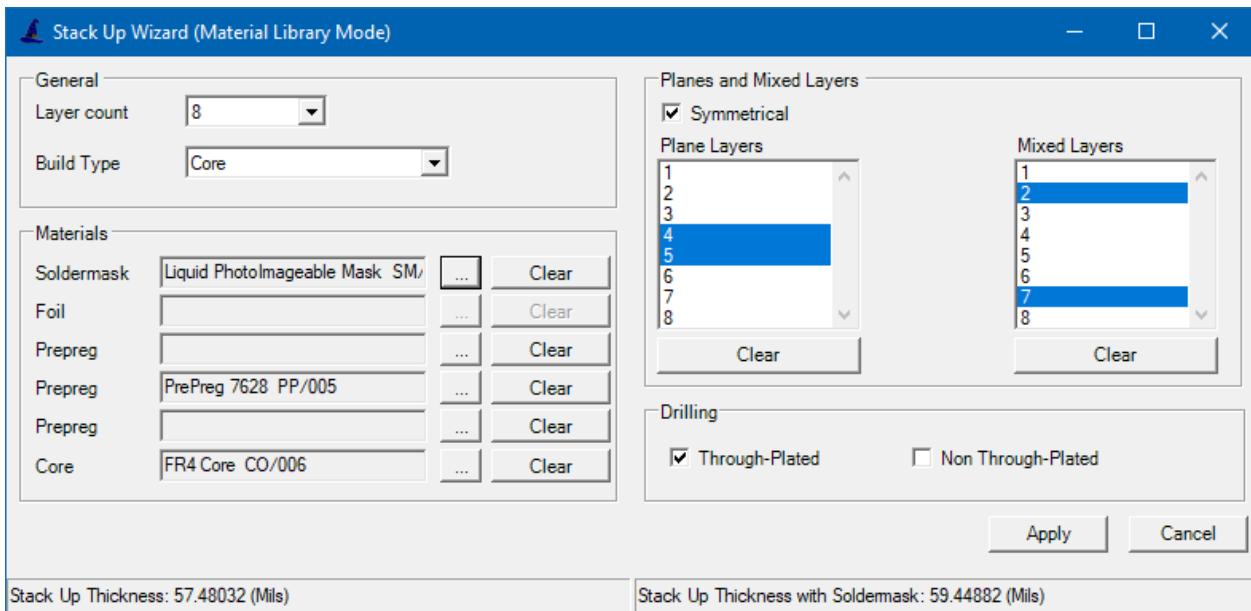 Stack Up Wizard (Material Library Mode)
General
Layer count 8
Build Type Core
Materials
Soldermask Liquid PhotoImageable Mask SM/ ... Clear
Foil ... Clear
Prepreg ... Clear
Prepreg PrePreg 7628 PP/005 ... Clear
Prepreg ... Clear
Core FR4 Core CO/006 ... Clear
Planes and Mixed Layers
Symmetrical
Plane Layers
1
2
3
4
5
6
7
8
Clear
Mixed Layers
1
2
3
4
5
6
7
8
Clear
Drilling
Through-Plated Non Through-Plated
Apply Cancel
Stack Up Thickness: 57.48032 (Mils)
Stack Up Thickness with Soldermask: 59.44882 (Mils)